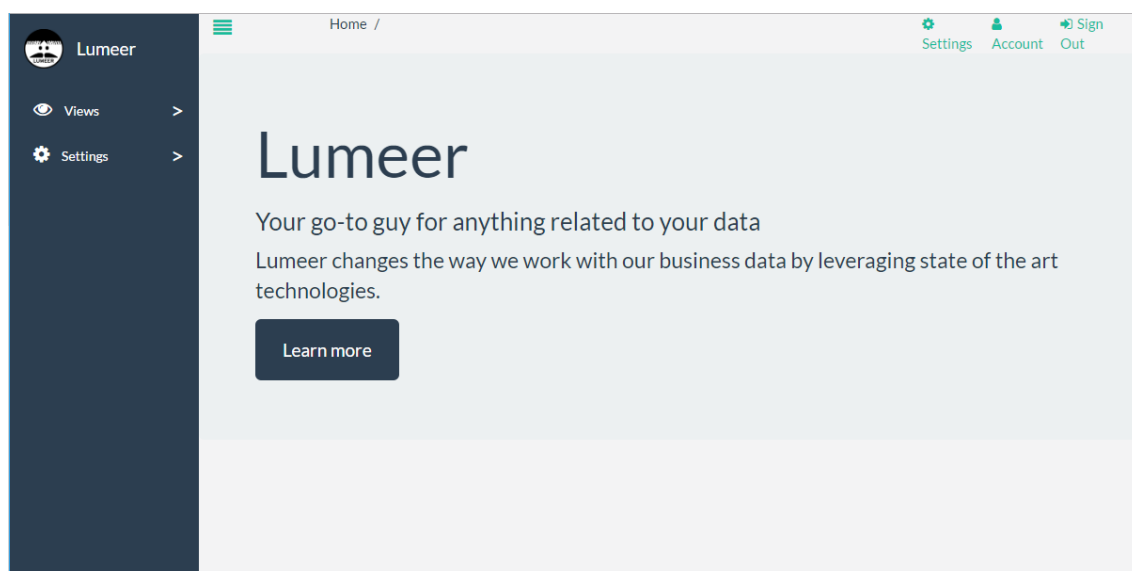 LUMEER
Lumeer
Views >
Settings >
Home /
Settings
Account
Sign
Out
Lumeer
Your go-to guy for anything related to your data
Lumeer changes the way we work with our business data by leveraging state of the art
technologies.
Learn more